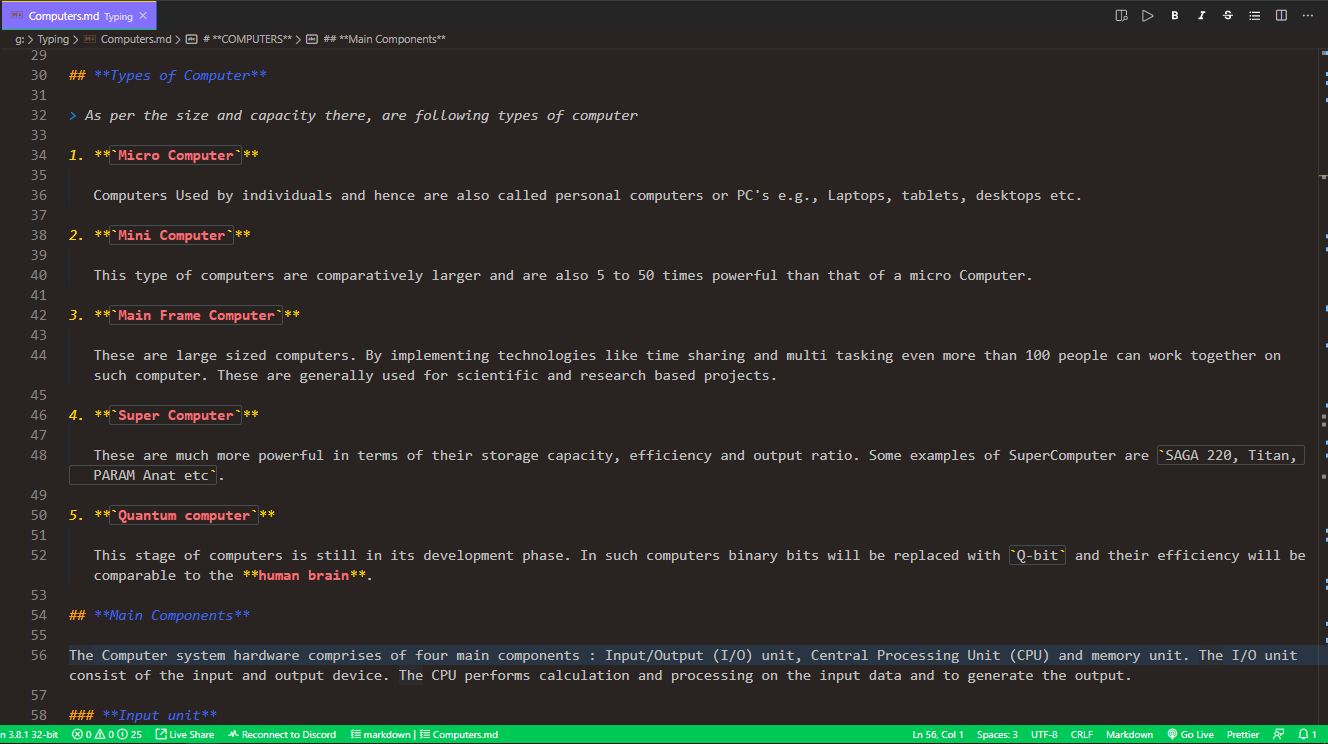 Computers.md Typing
g: > Typing > Computers.md > # **COMPUTERS** > ## **Main Components**
29
30 ## **Types of Computer**
31
32 > As per the size and capacity there, are following types of computer
33
34 1. **`Micro Computer`**
35
36 Computers Used by individuals and hence are also called personal computers or PC's e.g., Laptops, tablets, desktops etc.
37
38 2. **`Mini Computer`**
39
40 This type of computers are comparatively larger and are also 5 to 50 times powerful than that of a micro Computer.
41
42 3. **`Main Frame Computer`**
43
44 These are large sized computers. By implementing technologies like time sharing and multi tasking even more than 100 people can work together on
such computer. These are generally used for scientific and research based projects.
45
46 4. **`Super Computer`**
47
48 These are much more powerful in terms of their storage capacity, efficiency and output ratio. Some examples of SuperComputer are `SAGA 220, Titan,
PARAM Anat etc`.
49
50 5. **`Quantum computer`**
51
52 This stage of computers is still in its development phase. In such computers binary bits will be replaced with `Q-bit` and their efficiency will be
comparable to the **human brain**.
53
54 ## **Main Components**
55
56 The Computer system hardware comprises of four main components : Input/Output (I/O) unit, Central Processing Unit (CPU) and memory unit. The I/O unit
consist of the input and output device. The CPU performs calculation and processing on the input data and to generate the output.
57
58 ### **Input unit**
n 3.8.1 32-bit 0 0 25 Live Share Reconnect to Discord markdown | Computers.md Ln 56, Col 1 Spaces: 3 UTF-8 CRLF Markdown Go Live Prettier 1